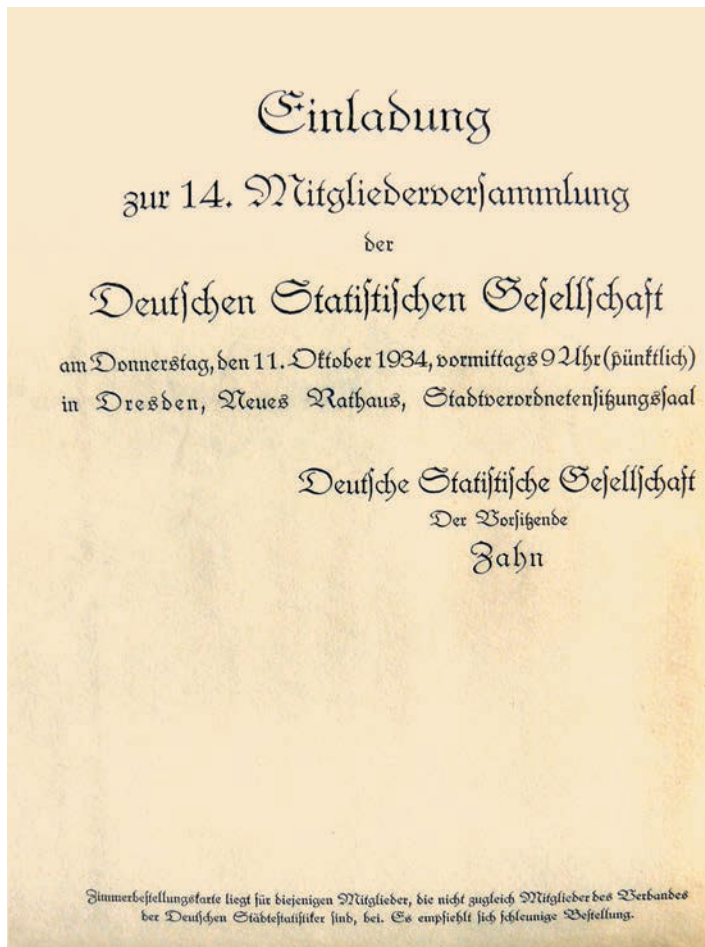 Einladung
zur 14. Mitgliederversammlung
der
Deutschen Statistischen Gesellschaft
am Donnerstag, den 11. Oktober 1934, vormittags 9 Uhr (pünktlich)
in Dresden, Neues Rathaus, Stadtverordnetensitzungssaal
Deutsche Statistische Gesellschaft
Der Vorsitzende
Zahn
Zimmerbestellungskarte liegt für diejenigen Mitglieder, die nicht zugleich Mitglieder des Verbandes
der Deutschen Städtestatistiker sind, bei. Es empfiehlt sich schleunige Bestellung.